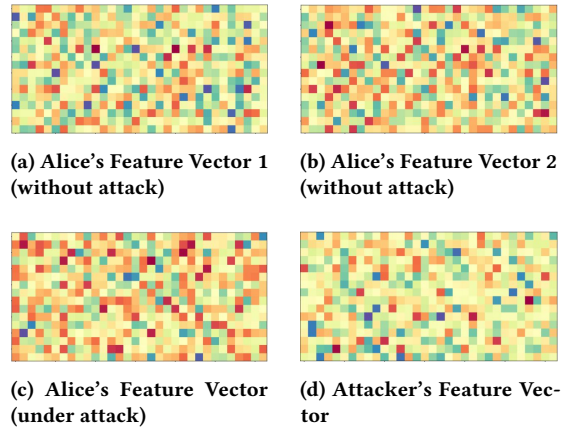 (a) Alice's Feature Vector 1
(without attack)
(b) Alice's Feature Vector 2
(without attack)
(c) Alice's Feature Vector
(under attack)
(d) Attacker's Feature Vec-
tor